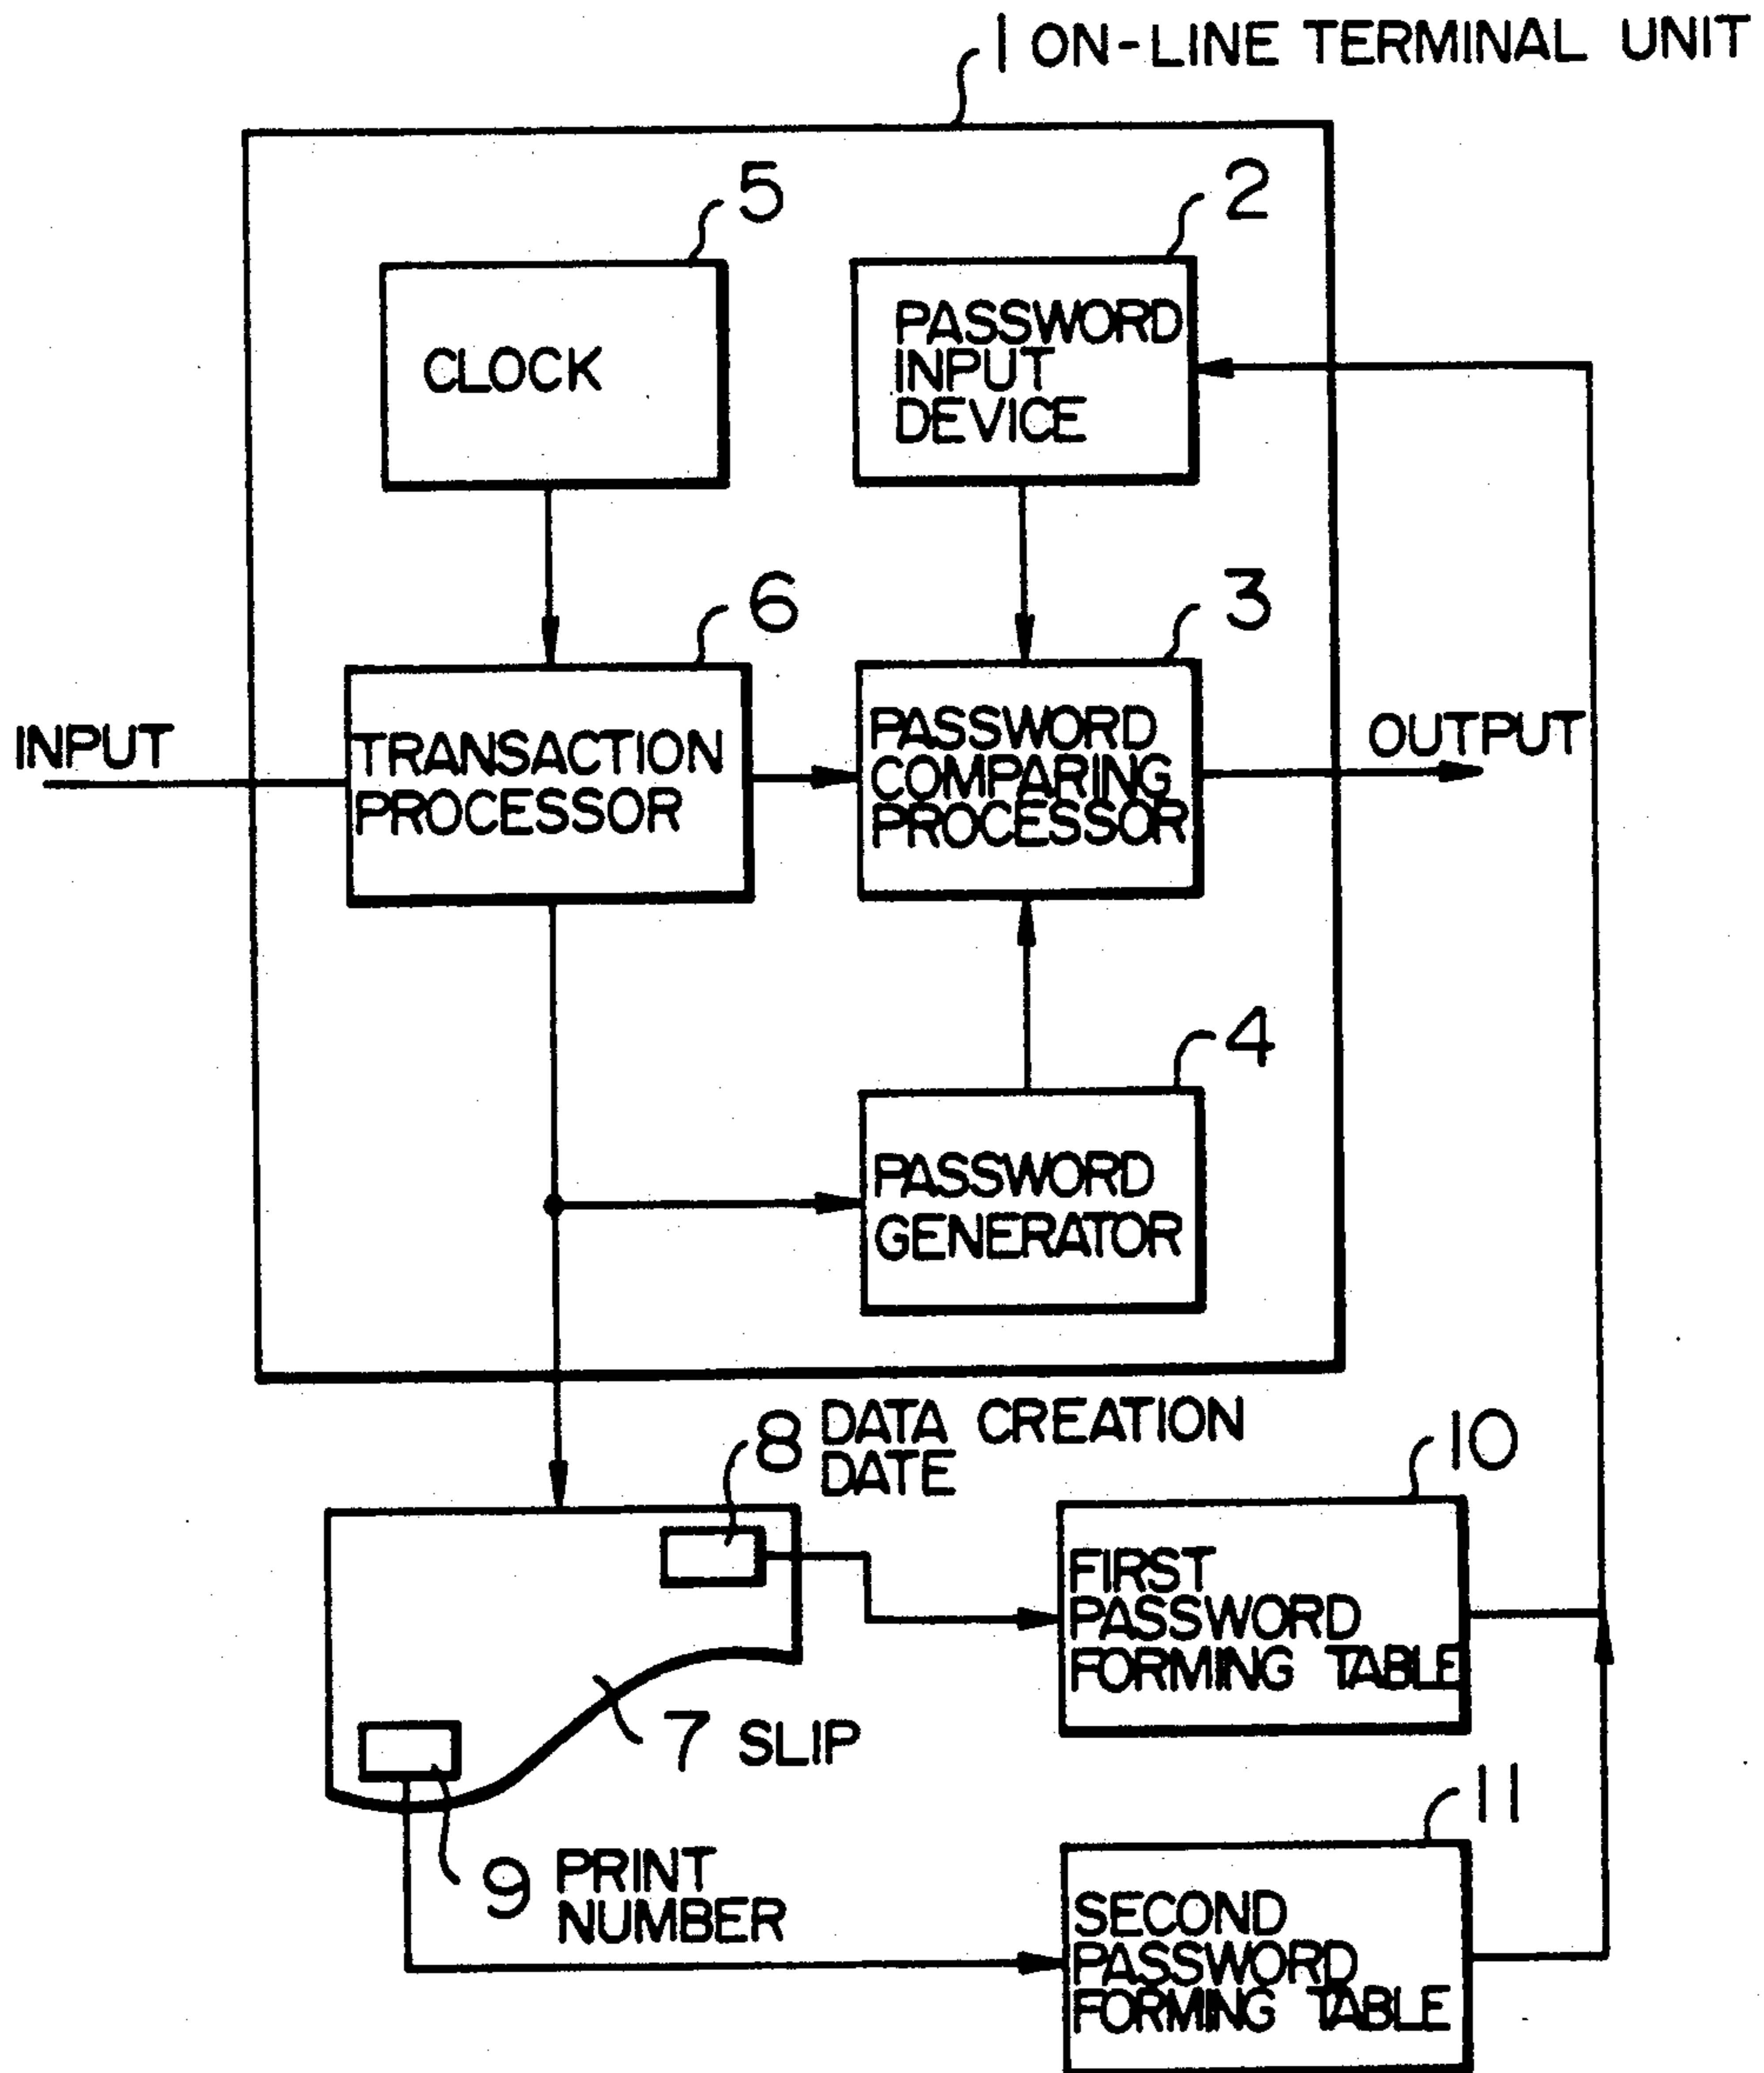 1 ON-LINE TERMINAL UNIT
5
2
CLOCK
PASSWORD
INPUT
DEVICE
6
3
INPUT
TRANSACTION
PROCESSOR
PASSWORD
COMPARING
PROCESSOR
OUTPUT
4
PASSWORD
GENERATOR
8 DATA CREATION
DATE
10
FIRST
PASSWORD
FORMING TABLE
7 SLIP
11
9 PRINT
NUMBER
SECOND
PASSWORD
FORMING TABLE